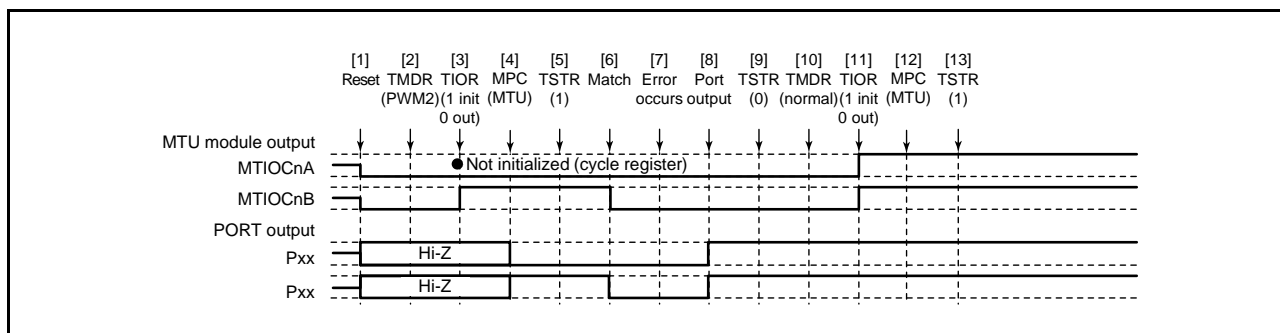 [1] [2] [3] [4] [5] [6] [7] [8] [9] [10] [11] [12] [13]
Reset TMDR TIOR MPC TSTR Match Error Port TSTR TMDR TIOR MPC TSTR
(PWM2) (1 init (MTU) (1) occurs output (0) (normal) (1 init (MTU) (1)
0 out) 0 out)
MTU module output
MTIOCnA
● Not initialized (cycle register)
MTIOCnB
PORT output
Pxx
Hi-Z
Pxx
Hi-Z